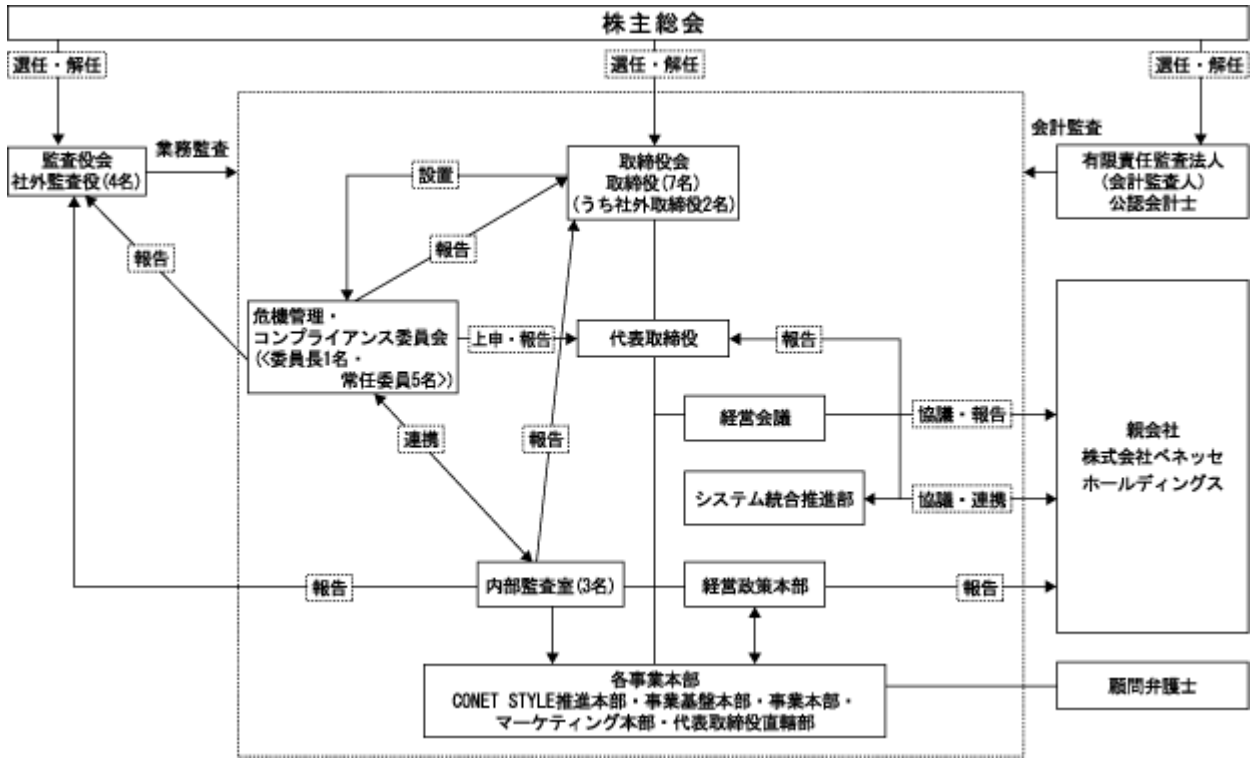 株主総会
選任・解任
選任・解任
選任・解任
監査役会
社外監査役(4名)
業務監査
設置
取締役会
取締役(7名)
(うち社外取締役2名)
会計監査
有限責任監査法人
(会計監査人)
公認会計士
報告
報告
危機管理・
コンプライアンス委員会
(<委員長1名・
常任委員5名>)
上申・報告
代表取締役
報告
経営会議
協議・報告
親会社
株式会社ベネッセ
ホールディングス
連携
報告
システム統合推進部
協議・連携
報告
内部監査室(3名)
経営政策本部
報告
各事業本部
CONET STYLE推進本部・事業基盤本部・事業本部・
マーケティング本部・代表取締役直轄部
顧問弁護士